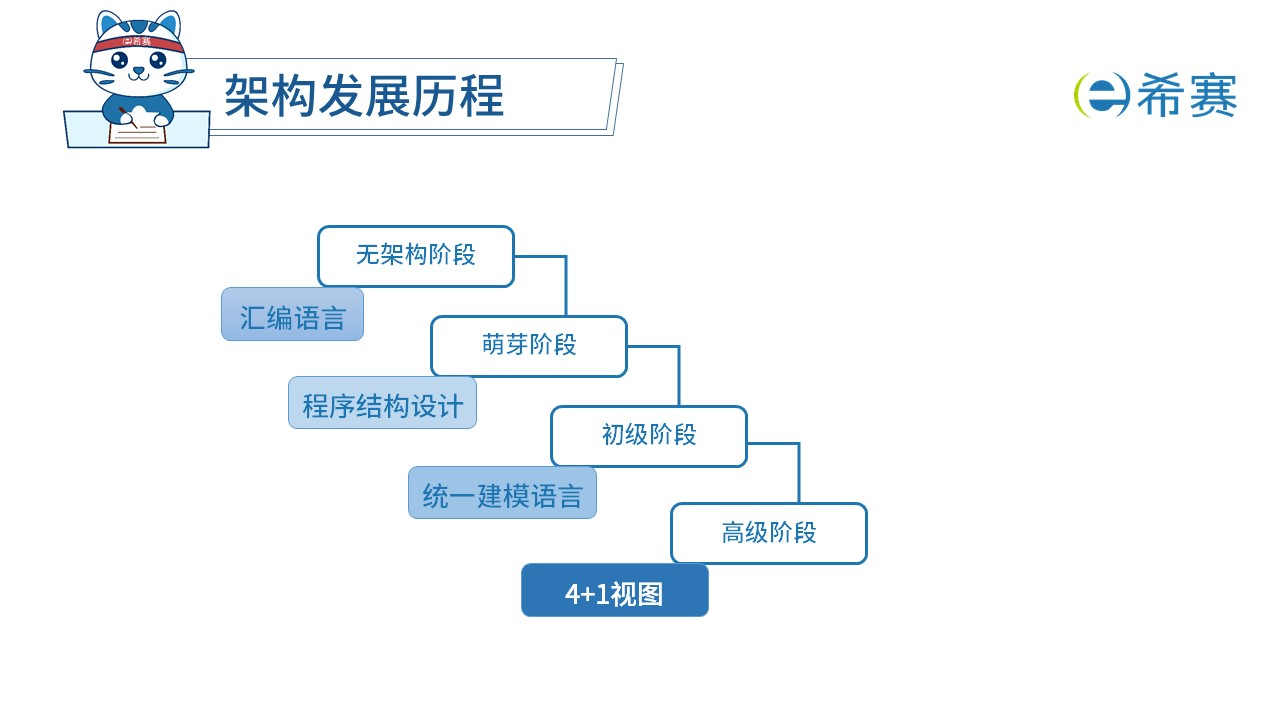 希赛
架构发展历程
希赛
无架构阶段
汇编语言
萌芽阶段
程序结构设计
初级阶段
统一建模语言
高级阶段
4+1视图